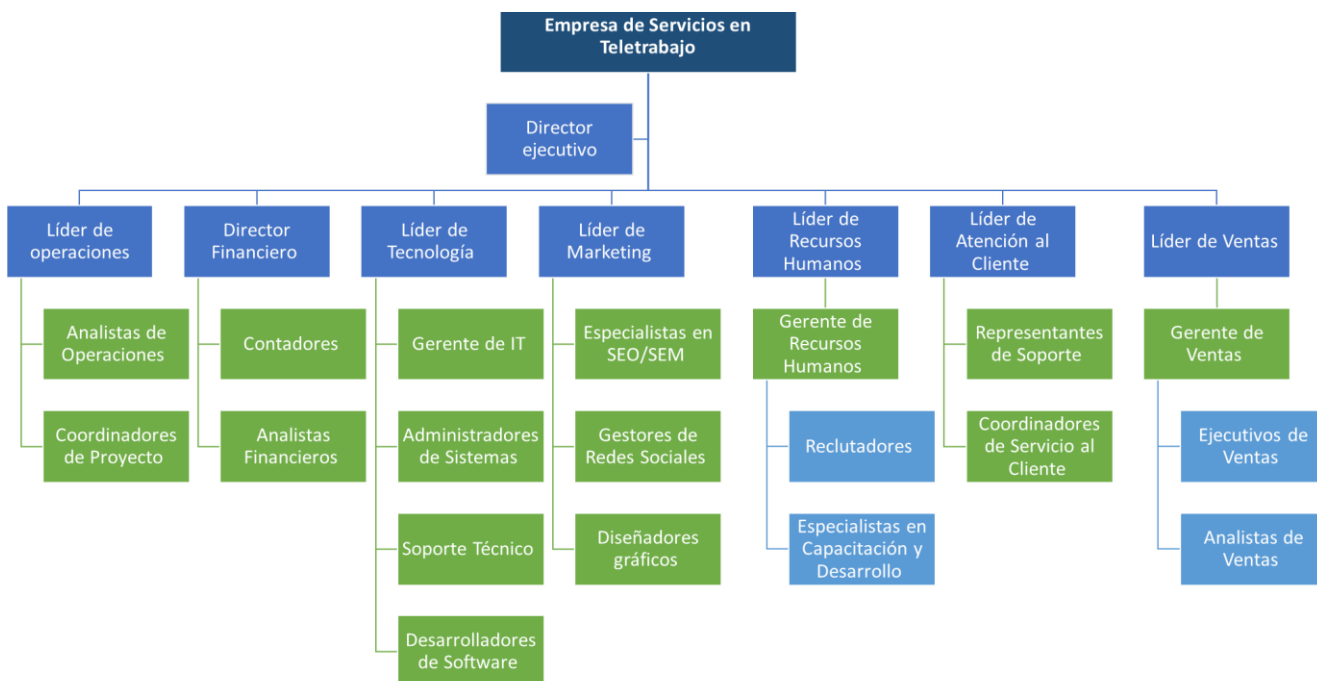 Empresa de Servicios en
Teletrabajo
Director
ejecutivo
Líder de
operaciones
Director
Financiero
Líder de
Tecnología
Líder de
Marketing
Líder de
Recursos
Humanos
Líder de
Atención al
Cliente
Líder de Ventas
Analistas de
Operaciones
Contadores
Gerente de IT
Especialistas en
SEO/SEM
Gerente de
Recursos
Humanos
Representantes
de Soporte
Gerente de
Ventas
Coordinadores
de Proyecto
Analistas
Financieros
Administradores
de Sistemas
Gestores de
Redes Sociales
Reclutadores
Coordinadores
de Servicio al
Cliente
Ejecutivos de
Ventas
Soporte Técnico
Diseñadores
gráficos
Especialistas en
Capacitación y
Desarrollo
Analistas de
Ventas
Desarrolladores
de Software